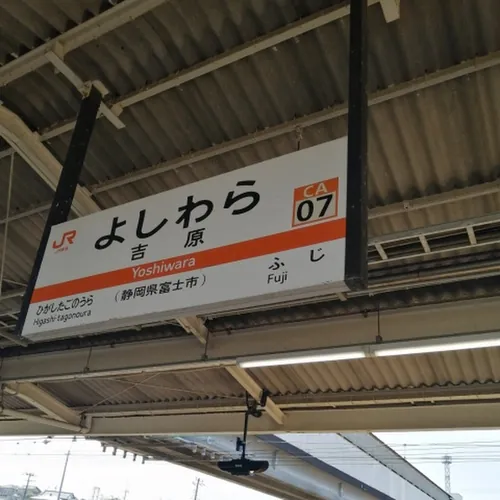 JR
よしわら
CA
07
吉原
Yoshiwara
(静岡県富士市)
ひがしたごのうら
Higashi-tagonoura
ふじ
Fuji